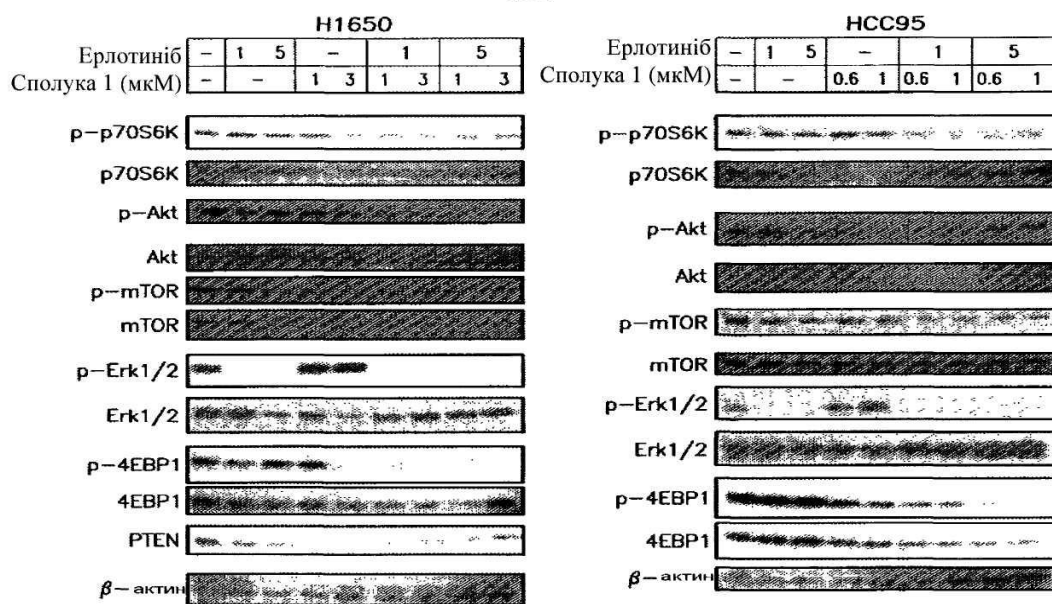 H1650
Ерлотиніб – 1 5 – 1 5
Сполука 1 (мкМ) – – 1 3 1 3 1 3
p-p70S6K
p70S6K
p-Akt
Akt
p-mTOR
mTOR
p-Erk1/2
Erk1/2
p-4EBP1
4EBP1
PTEN
β-актин
HCC95
Ерлотиніб – 1 5 – 1 5
Сполука 1 (мкМ) – – 0.6 1 0.6 1 0.6 1
p-p70S6K
p70S6K
p-Akt
Akt
p-mTOR
mTOR
p-Erk1/2
Erk1/2
p-4EBP1
4EBP1
β-актин